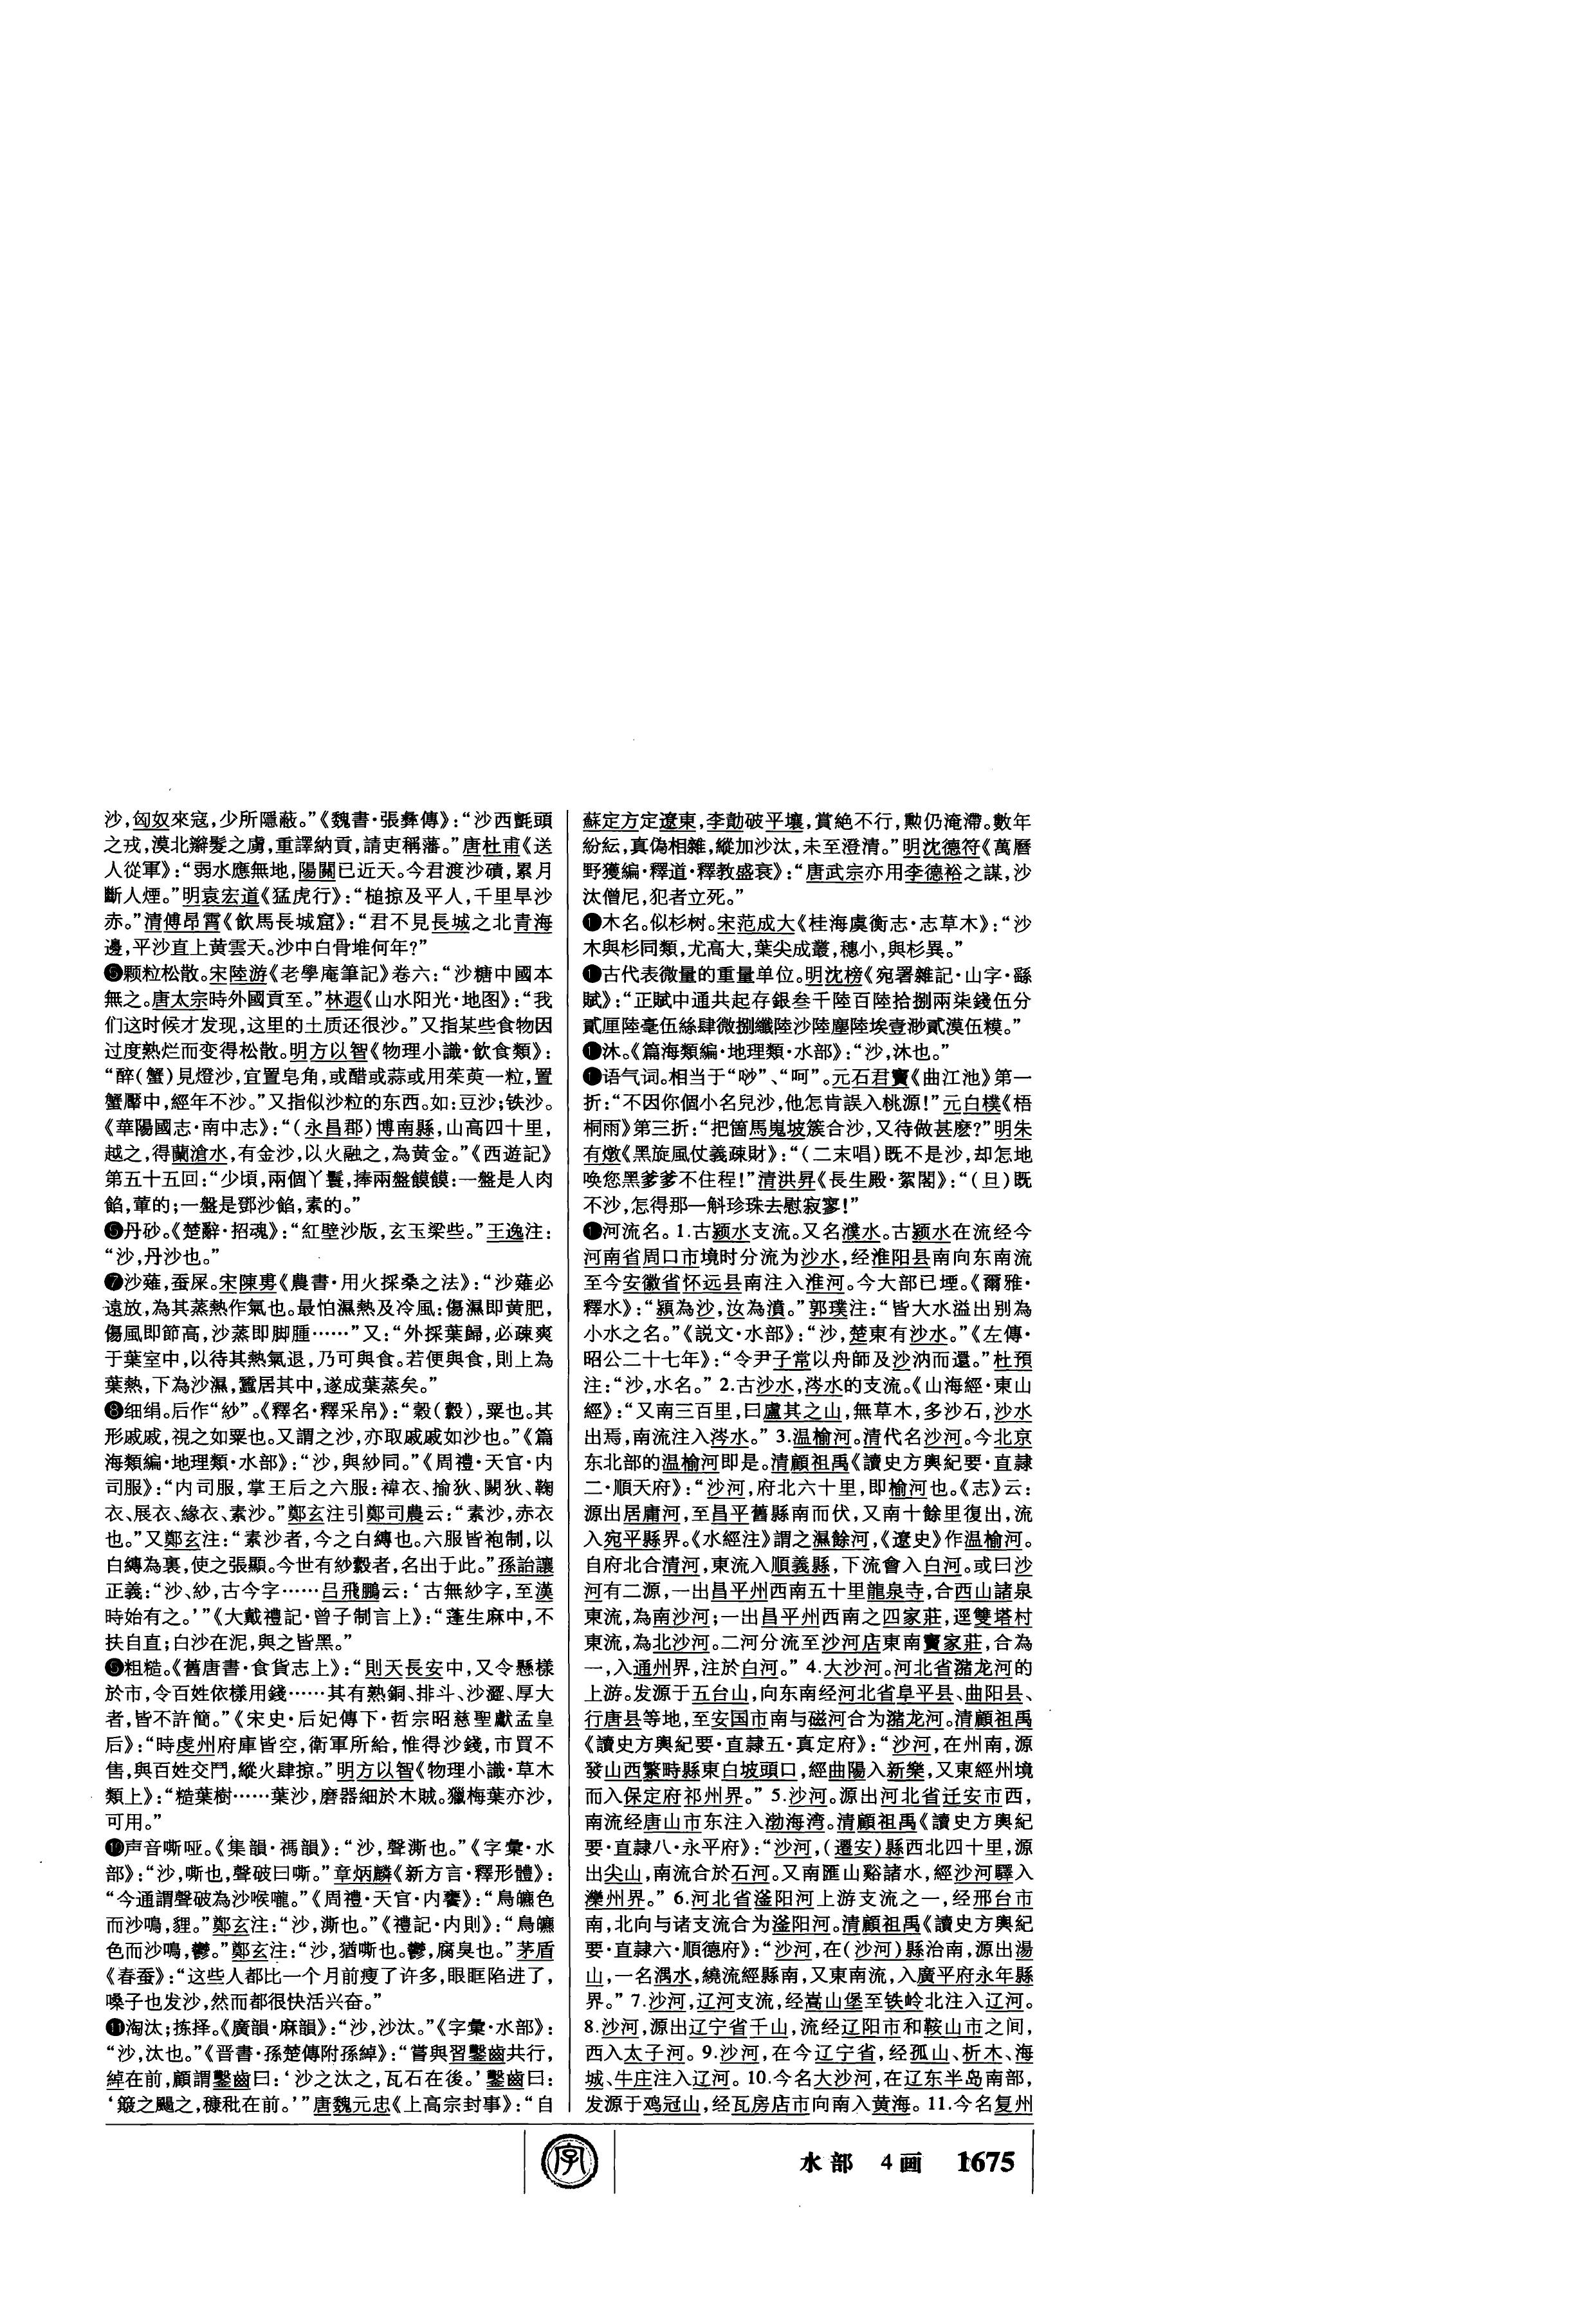 沙，匈奴來寇，少所隱蔽。”《魏書·張彝傳》：“沙西氈頭
之戎，漠北辮髮之虜，重譯納貢，請吏稱藩。”唐杜甫《送
人從軍》：“弱水應無地，陽關已近天。今君渡沙磧，累月
斷人煙。”明袁宏道《猛虎行》：“槌掠及平人，千里旱沙
赤。”清傅昂霄《飲馬長城窟》：“君不見長城之北青海
邊，平沙直上黃雲天。沙中白骨堆何年？”
❺颗粒松散。宋陸游《老學庵筆記》卷六：“沙糖中國本
無之。唐太宗時外國貢至。”林遐《山水阳光·地图》：“我
们这时候才发现，这里的土质还很沙。”又指某些食物因
过度熟烂而变得松散。明方以智《物理小識·飲食類》：
“醉（蟹）見燈沙，宜置皂角，或醋或蒜或用茱萸一粒，置
蟹厴中，經年不沙。”又指似沙粒的东西。如：豆沙；铁沙。
《華陽國志·南中志》：“（永昌郡）博南縣，山高四十里，
越之，得蘭滄水，有金沙，以火融之，為黃金。”《西遊記》
第五十五回：“少頃，兩個丫鬟，捧兩盤饃饃：一盤是人肉
餡，葷的；一盤是鄧沙餡，素的。”
❻丹砂。《楚辭·招魂》：“紅壁沙版，玄玉梁些。”王逸注：
“沙，丹沙也。”
❼沙薙，蚕屎。宋陳旉《農書·用火採桑之法》：“沙薙必
遠放，為其蒸熱作氣也。最怕濕熱及冷風：傷濕即黄肥，
傷風即節高，沙蒸即脚腫……”又：“外採葉歸，必疎爽
于葉室中，以待其熱氣退，乃可與食。若便與食，則上為
葉熱，下為沙濕，蠶居其中，遂成葉蒸矣。”
❽细绢。后作“紗”。《釋名·釋采帛》：“穀（縠），粟也。其
形戚戚，視之如粟也。又謂之沙，亦取戚戚如沙也。”《篇
海類編·地理類·水部》：“沙，與紗同。”《周禮·天官·内
司服》：“内司服，掌王后之六服：褘衣、揄狄、闕狄、鞠
衣、展衣、緣衣、素沙。”鄭玄注引鄭司農云：“素沙，赤衣
也。”又鄭玄注：“素沙者，今之白縛也。六服皆袍制，以
白縛為裏，使之張顯。今世有紗縠者，名出于此。”孫詒讓
正義：“沙、紗，古今字……吕飛鵬云：‘古無紗字，至漢
時始有之。’”《大戴禮記·曾子制言上》：“蓬生麻中，不
扶自直；白沙在泥，與之皆黑。”
❾粗糙。《舊唐書·食貨志上》：“則天長安中，又令懸樣
於市，令百姓依樣用錢……其有熟銅、排斗、沙澀、厚大
者，皆不許簡。”《宋史·后妃傳下·哲宗昭慈聖獻孟皇
后》：“時虔州府庫皆空，衛軍所給，惟得沙錢，市買不
售，與百姓交鬥，縱火肆掠。”明方以智《物理小識·草木
類上》：“糙葉樹……葉沙，磨器細於木賊。獵梅葉亦沙，
可用。”
❿声音嘶哑。《集韻·禡韻》：“沙，聲澌也。”《字彙·水
部》：“沙，嘶也，聲破曰嘶。”章炳麟《新方言·釋形體》：
“今通謂聲破為沙喉嚨。”《周禮·天官·内饔》：“鳥皫色
而沙鳴，貍。”鄭玄注：“沙，澌也。”《禮記·内則》：“鳥皫
色而沙鳴，鬱。”鄭玄注：“沙，猶嘶也。鬱，腐臭也。”茅盾
《春蚕》：“这些人都比一个月前瘦了许多，眼眶陷进了，
嗓子也发沙，然而都很快活兴奋。”
⓫淘汰；拣择。《廣韻·麻韻》：“沙，沙汰。”《字彙·水部》：
“沙，汰也。”《晋書·孫楚傳附孫綽》：“嘗與習鑿齒共行，
綽在前，顧謂鑿齒曰：‘沙之汰之，瓦石在後。’鑿齒曰：
‘簸之颺之，穅秕在前。’”唐魏元忠《上高宗封事》：“自
蘇定方定遼東，李勣破平壤，賞絶不行，勳仍淹滯。數年
紛紜，真偽相雜，縱加沙汰，未至澄清。”明沈德符《萬曆
野獲編·釋道·釋教盛衰》：“唐武宗亦用李德裕之謀，沙
汰僧尼，犯者立死。”
❶木名。似杉树。宋范成大《桂海虞衡志·志草木》：“沙
木與杉同類，尤高大，葉尖成叢，穗小，與杉異。”
❶古代表微量的重量单位。明沈榜《宛署雜記·山字·繇
賦》：“正賦中通共起存銀叁千陸百陸拾捌兩柒錢伍分
貳厘陸毫伍絲肆微捌纖陸沙陸塵陸埃壹渺貳漠伍模。”
❶沐。《篇海類編·地理類·水部》：“沙，沐也。”
❶语气词。相当于“吵”、“呵”。元石君寶《曲江池》第一
折：“不因你個小名兒沙，他怎肯誤入桃源！”元白樸《梧
桐雨》第三折：“把箇馬嵬坡簇合沙，又待做甚麽？”明朱
有燉《黑旋風仗義疎財》：“（二末唱）既不是沙，却怎地
唤您黑爹爹不住程！”清洪昇《長生殿·絮閣》：“（旦）既
不沙，怎得那一斛珍珠去慰寂寥！”
❶河流名。1.古颍水支流。又名濮水。古颍水在流经今
河南省周口市境时分流为沙水，经淮阳县南向东南流
至今安徽省怀远县南注入淮河。今大部已堙。《爾雅·
釋水》：“潁為沙，汝為濆。”郭璞注：“皆大水溢出别為
小水之名。”《説文·水部》：“沙，楚東有沙水。”《左傳·
昭公二十七年》：“令尹子常以舟師及沙汭而還。”杜預
注：“沙，水名。”2.古沙水，涔水的支流。《山海經·東山
經》：“又南三百里，曰盧其之山，無草木，多沙石，沙水
出焉，南流注入涔水。”3.温榆河。清代名沙河。今北京
东北部的温榆河即是。清顧祖禹《讀史方輿紀要·直隸
二·順天府》：“沙河，府北六十里，即榆河也。《志》云：
源出居庸河，至昌平舊縣南而伏，又南十餘里復出，流
入宛平縣界。《水經注》謂之濕餘河，《遼史》作温榆河。
自府北合清河，東流入順義縣，下流會入白河。或曰沙
河有二源，一出昌平州西南五十里龍泉寺，合西山諸泉
東流，為南沙河；一出昌平州西南之四家莊，逕雙塔村
東流，為北沙河。二河分流至沙河店東南竇家莊，合為
一，入通州界，注於白河。”4.大沙河。河北省潴龙河的
上游。发源于五台山，向东南经河北省阜平县、曲阳县、
行唐县等地，至安国市南与磁河合为潴龙河。清顧祖禹
《讀史方輿紀要·直隸五·真定府》：“沙河，在州南，源
發山西繁畤縣東白坡頭口，經曲陽入新樂，又東經州境
而入保定府祁州界。”5.沙河。源出河北省迁安市西，
南流经唐山市东注入渤海湾。清顧祖禹《讀史方輿紀
要·直隸八·永平府》：“沙河，（遷安）縣西北四十里，源
出尖山，南流合於石河。又南匯山谿諸水，經沙河驛入
灤州界。”6.河北省滏阳河上游支流之一，经邢台市
南，北向与诸支流合为滏阳河。清顧祖禹《讀史方輿紀
要·直隸六·順德府》：“沙河，在（沙河）縣治南，源出湯
山，一名湡水，繞流經縣南，又東南流，入廣平府永年縣
界。”7.沙河，辽河支流，经嵩山堡至铁岭北注入辽河。
8.沙河，源出辽宁省千山，流经辽阳市和鞍山市之间，
西入太子河。9.沙河，在今辽宁省，经孤山、析木、海
城、牛庄注入辽河。10.今名大沙河，在辽东半岛南部，
发源于鸡冠山，经瓦房店市向南入黄海。11.今名复州
字
水部 4画 1675